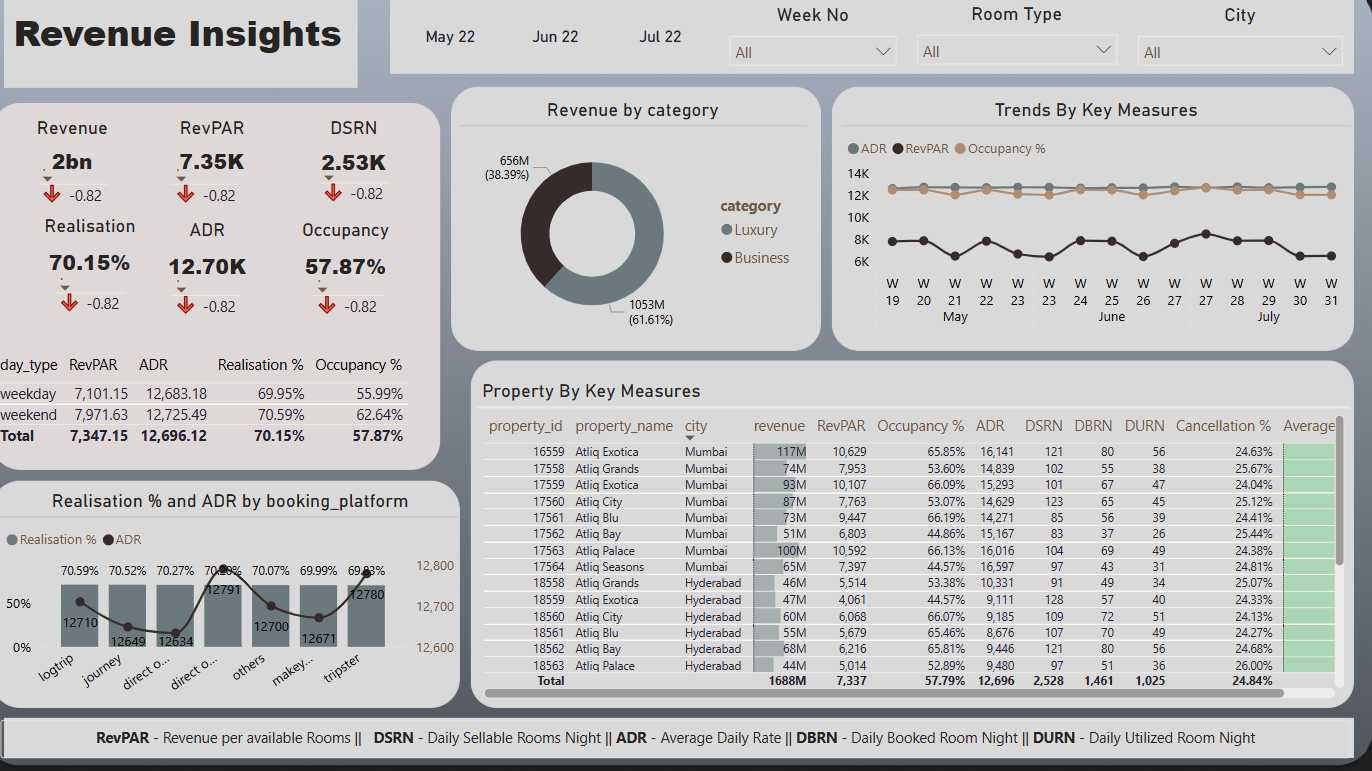 Revenue Insights
May 22 Jun 22 Jul 22
Week No Room Type City
All All All
Revenue RevPAR DSRN
2bn 7.35K 2.53K
-0.82 -0.82 -0.82
Realisation ADR Occupancy
70.15% 12.70K 57.87%
-0.82 -0.82 -0.82
day_type RevPAR ADR Realisation % Occupancy %
weekday 7,101.15 12,683.18 69.95% 55.99%
weekend 7,971.63 12,725.49 70.59% 62.64%
Total 7,347.15 12,696.12 70.15% 57.87%
Revenue by category
656M
(38.39%)
category
Luxury
Business
1053M
(61.61%)
Trends By Key Measures
ADR RevPAR Occupancy %
14K
12K
10K
8K
6K
W W W W W W W W W W W W W W W
19 20 21 22 23 23 24 25 26 27 27 28 29 30 31
May June July
Realisation % and ADR by booking_platform
Realisation % ADR
70.59% 70.52% 70.27% 70.07% 69.99%
12,800
12,700
12,600
50%
0%
12710 12649 12634 12791 12700 12671 12780
logtrip journey direct o... direct o... others makey... tripster
Property By Key Measures
property_id property_name city revenue RevPAR Occupancy % ADR DSRN DBRN DURN Cancellation % Average
16559 Atliq Exotica Mumbai 117M 10,629 65.85% 16,141 121 80 56 24.63%
17558 Atliq Grands Mumbai 74M 7,953 53.60% 14,839 102 55 38 25.67%
17559 Atliq Exotica Mumbai 93M 10,107 66.09% 15,293 101 67 47 24.04%
17560 Atliq City Mumbai 87M 7,763 53.07% 14,629 123 65 45 25.12%
17561 Atliq Blu Mumbai 73M 9,447 66.19% 14,271 85 56 39 24.41%
17562 Atliq Bay Mumbai 51M 6,803 44.86% 15,167 83 37 26 25.44%
17563 Atliq Palace Mumbai 100M 10,592 66.13% 16,016 104 69 49 24.38%
17564 Atliq Seasons Mumbai 65M 7,397 44.57% 16,597 97 43 31 24.81%
18558 Atliq Grands Hyderabad 46M 5,514 53.38% 10,331 91 49 34 25.07%
18559 Atliq Exotica Hyderabad 47M 4,061 44.57% 9,111 128 57 40 24.33%
18560 Atliq City Hyderabad 60M 6,068 66.07% 9,185 109 72 51 24.13%
18561 Atliq Blu Hyderabad 55M 5,679 65.46% 8,676 107 70 49 24.27%
18562 Atliq Bay Hyderabad 68M 6,216 65.81% 9,446 121 80 56 24.68%
18563 Atliq Palace Hyderabad 44M 5,014 52.89% 9,480 97 51 36 26.00%
Total 1688M 7,337 57.79% 12,696 2,528 1,461 1,025 24.84%
RevPAR - Revenue per available Rooms || DSRN - Daily Sellable Rooms Night || ADR - Average Daily Rate || DBRN - Daily Booked Room Night || DURN - Daily Utilized Room Night